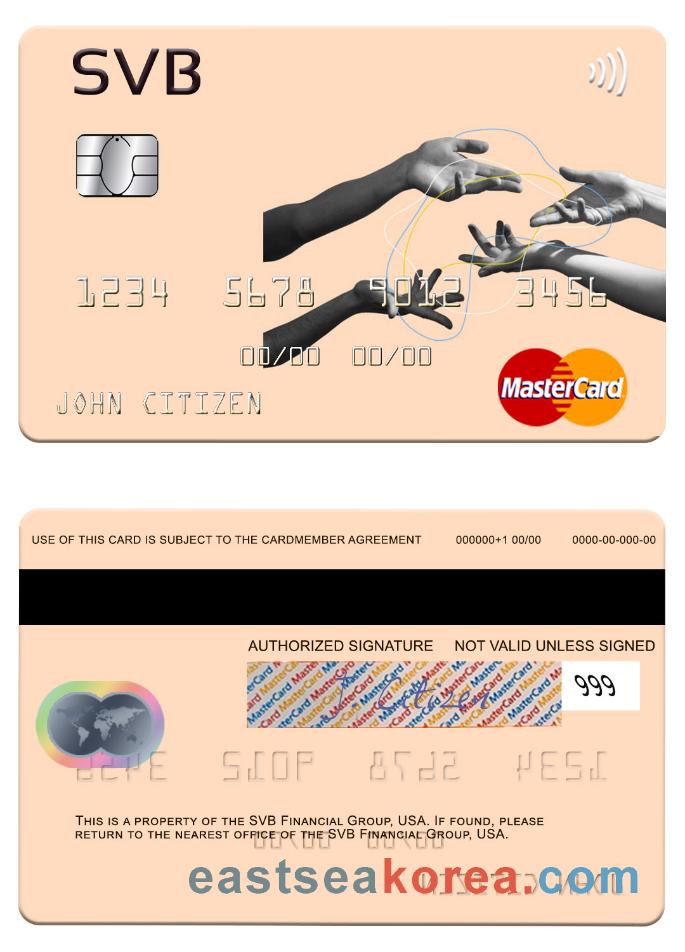 SVB
1234 5678 9012 3456
00/00 00/00
JOHN CITIZEN
MasterCard
USE OF THIS CARD IS SUBJECT TO THE CARDMEMBER AGREEMENT 000000+1 00/00 0000-00-000-00
AUTHORIZED SIGNATURE NOT VALID UNLESS SIGNED
J. Citizen 999
THIS IS A PROPERTY OF THE SVB FINANCIAL GROUP, USA. IF FOUND, PLEASE
RETURN TO THE NEAREST OFFICE OF THE SVB FINANCIAL GROUP, USA.
eastseakorea.com